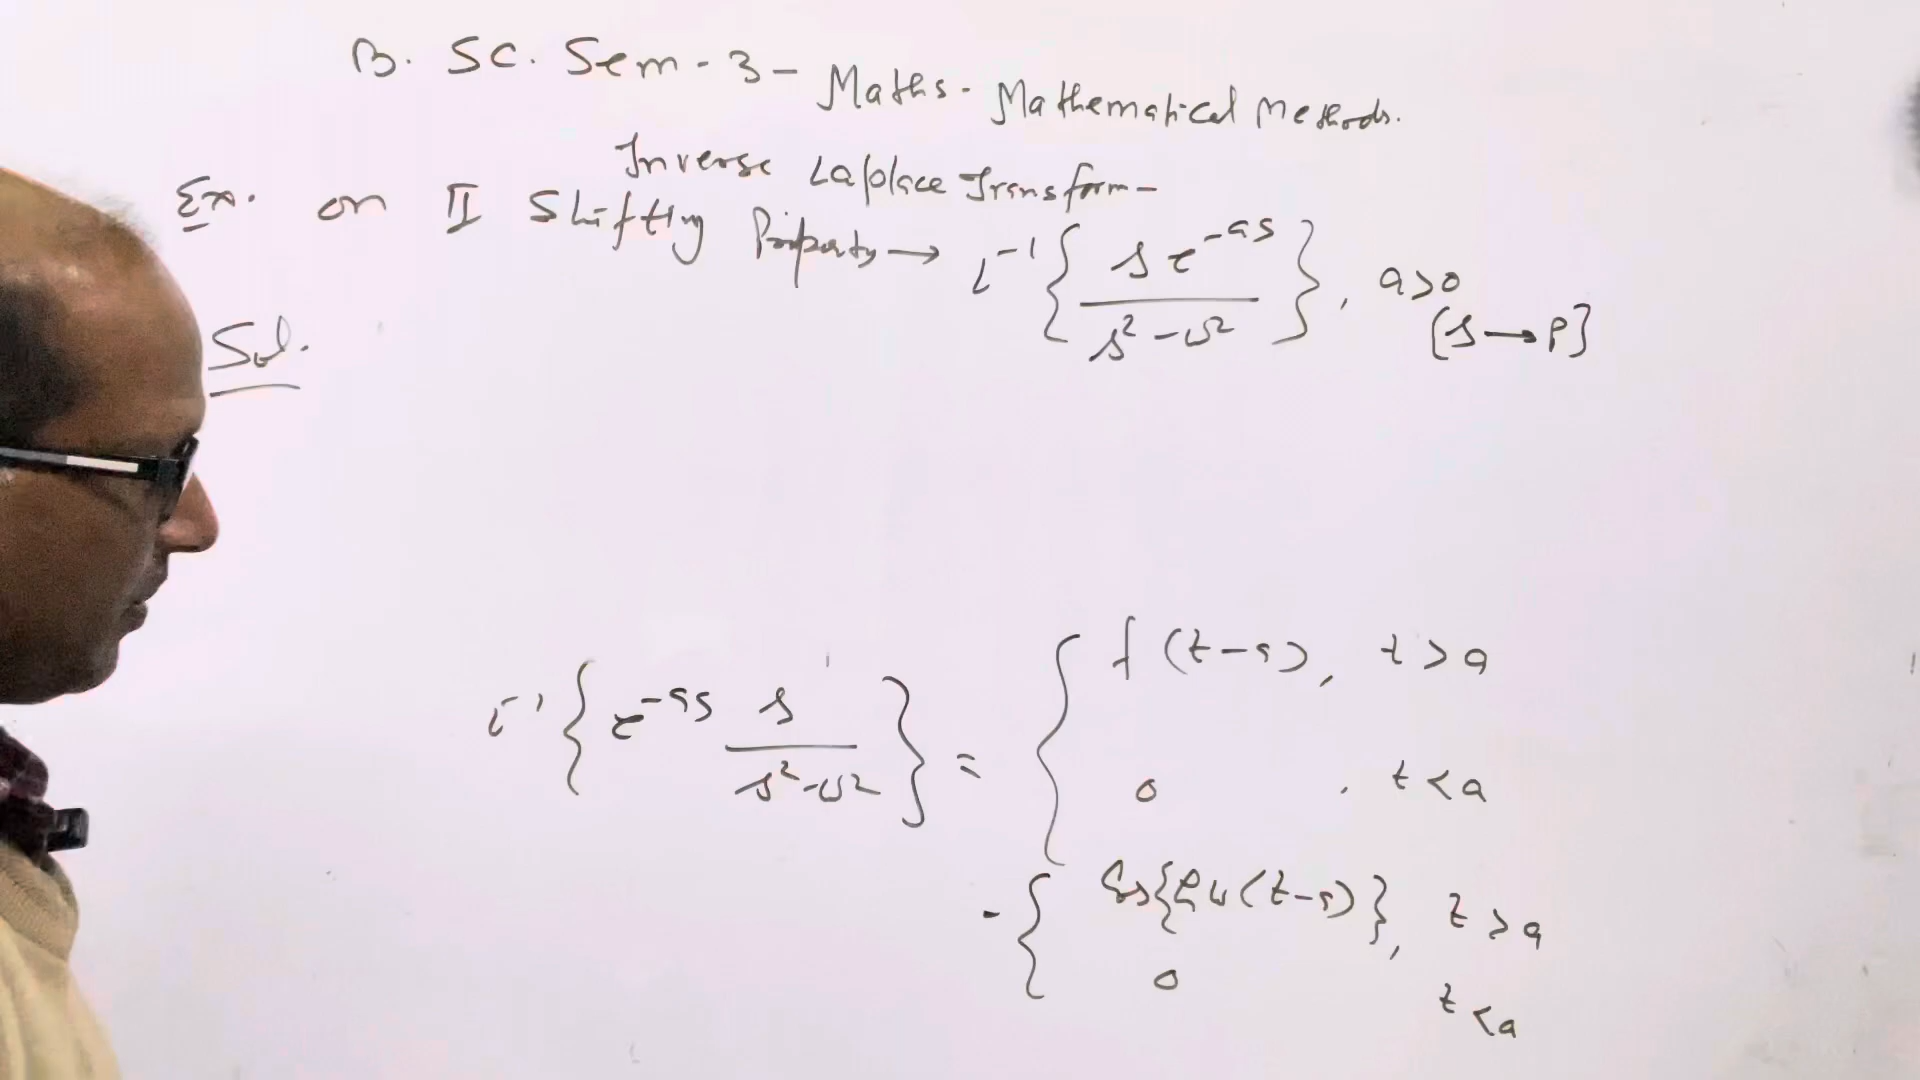 B. Sc. Sem - 3 - Maths - Mathematical Methods.
Inverse Laplace Transform -
Ex. on II Shifting Property → L⁻¹{ s e^{-as} / (s² - ω²) }, a>0
[s → p]
Sol.
L⁻¹{ e^{-as} s / (s² - ω²) } = { f(t-a), t>a
0 , t<a
= { {ω(t-a)}, t>a
0 t<a